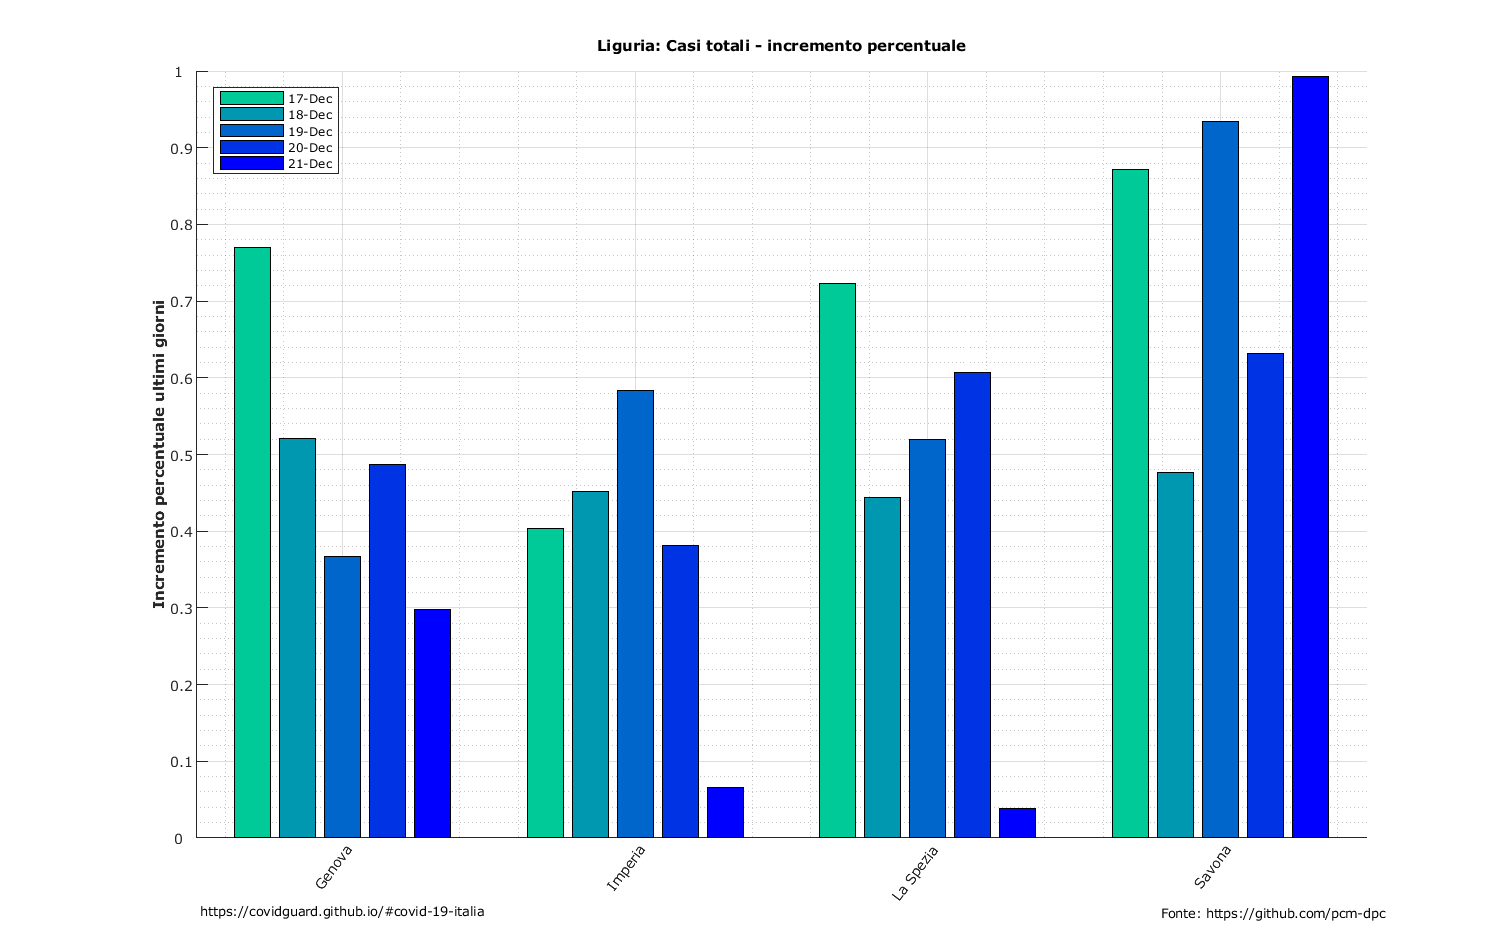 Liguria: Casi totali - incremento percentuale
Incremento percentuale ultimi giorni
1
0.9
0.8
0.7
0.6
0.5
0.4
0.3
0.2
0.1
0
17-Dec
18-Dec
19-Dec
20-Dec
21-Dec
Genova
Imperia
La Spezia
Savona
https://covidguard.github.io/#covid-19-italia
Fonte: https://github.com/pcm-dpc